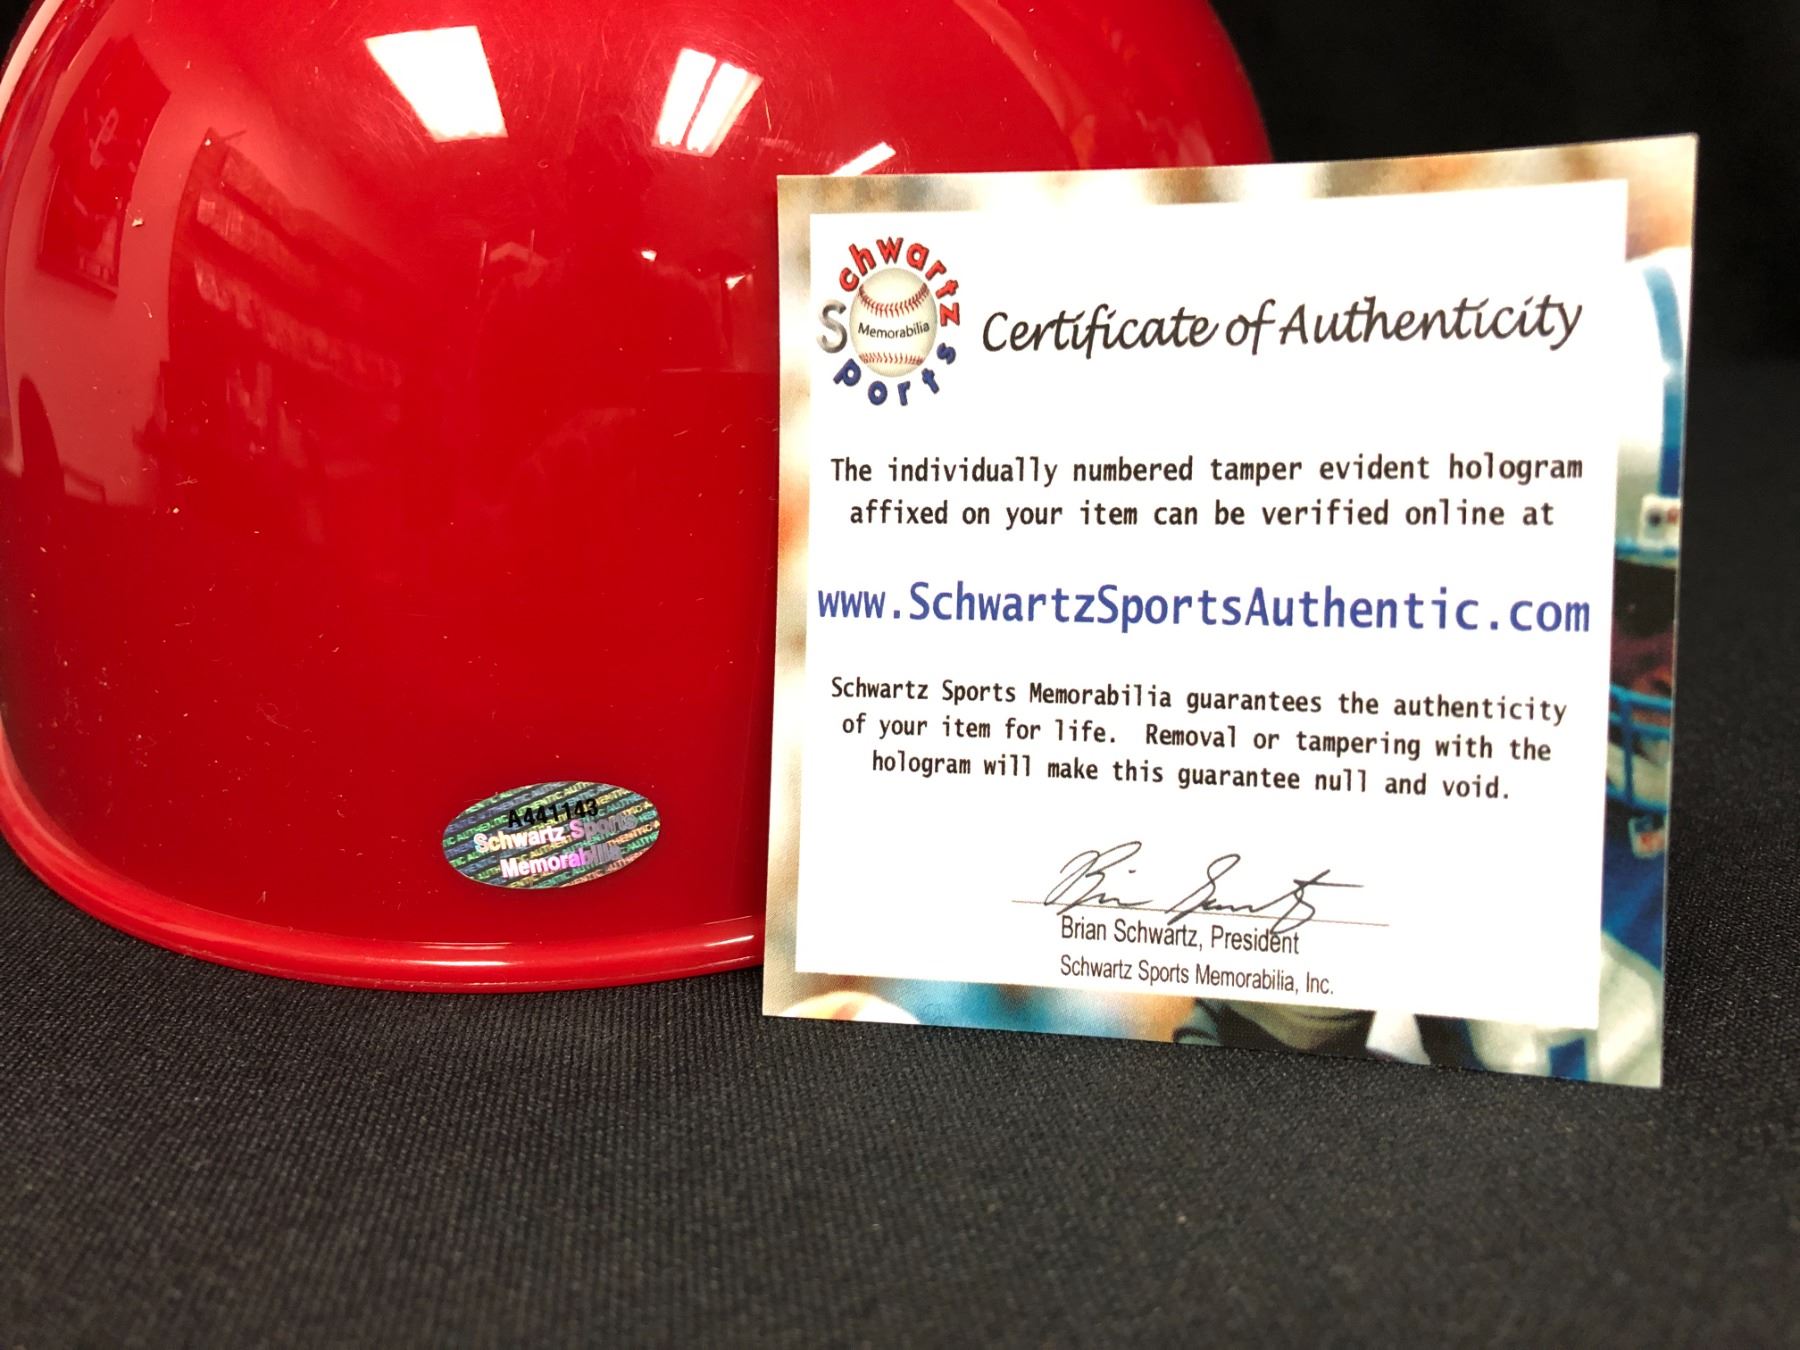 Schwartz
Sports
Memorabilia
Certificate of Authenticity
The individually numbered tamper evident hologram
affixed on your item can be verified online at
www.SchwartzSportsAuthentic.com
Schwartz Sports Memorabilia guarantees the authenticity
of your item for life. Removal or tampering with the
hologram will make this guarantee null and void.
Brian Schwartz
Brian Schwartz, President
Schwartz Sports Memorabilia, Inc.
A441143
Schwartz Sports
Memorabilia